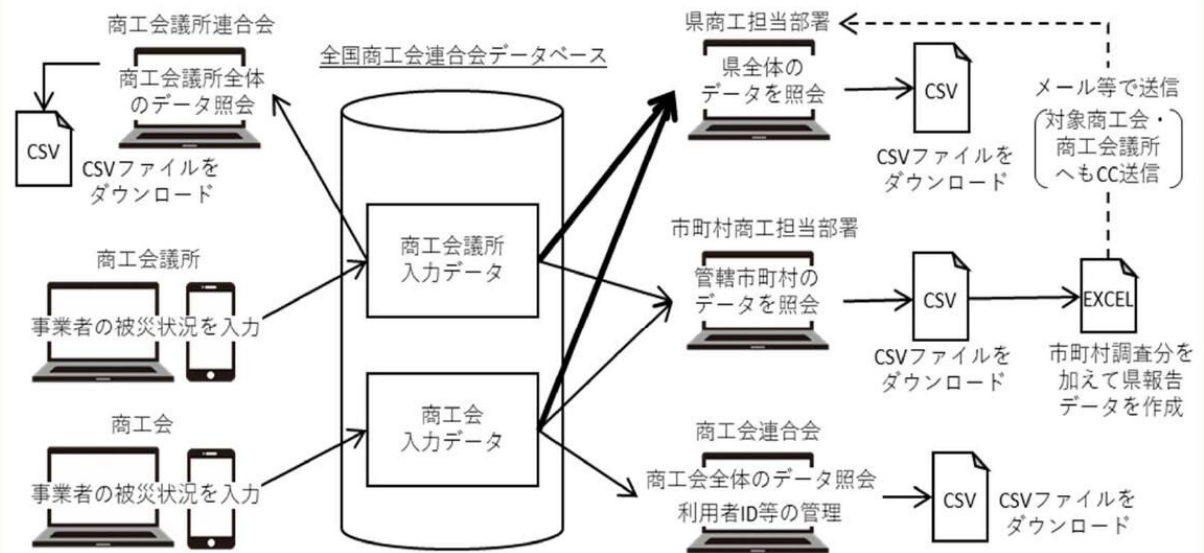 商工会議所連合会
商工会議所全体
のデータ照会
CSV
CSVファイルを
ダウンロード
商工会議所
事業者の被災状況を入力
商工会
事業者の被災状況を入力
全国商工会連合会データベース
商工会議所
入力データ
商工会
入力データ
県商工担当部署
県全体の
データを照会
CSV
CSVファイルを
ダウンロード
メール等で送信
(対象商工会・
商工会議所
へもCC送信)
市町村商工担当部署
管轄市町村の
データを照会
CSV
CSVファイルを
ダウンロード
EXCEL
市町村調査分を
加えて県報告
データを作成
商工会連合会
商工会全体のデータ照会
利用者ID等の管理
CSV
CSVファイルを
ダウンロード